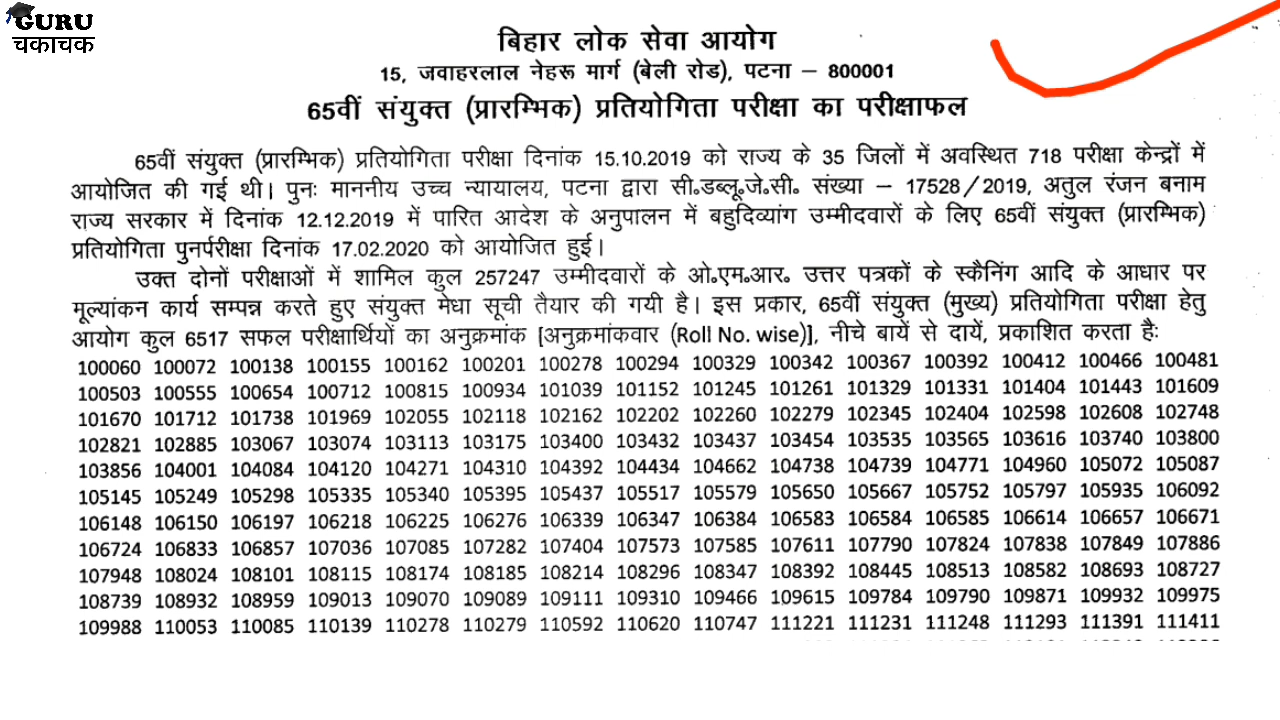 GURU
चकाचक
बिहार लोक सेवा आयोग
15, जवाहरलाल नेहरू मार्ग (बेली रोड), पटना – 800001
65वीं संयुक्त (प्रारम्भिक) प्रतियोगिता परीक्षा का परीक्षाफल
65वीं संयुक्त (प्रारम्भिक) प्रतियोगिता परीक्षा दिनांक 15.10.2019 को राज्य के 35 जिलों में अवस्थित 718 परीक्षा केन्द्रों में
आयोजित की गई थी। पुनः माननीय उच्च न्यायालय, पटना द्वारा सी॰डब्लू॰जे॰सी॰ संख्या – 17528/2019, अतुल रंजन बनाम
राज्य सरकार में दिनांक 12.12.2019 में पारित आदेश के अनुपालन में बहुदिव्यांग उम्मीदवारों के लिए 65वीं संयुक्त (प्रारम्भिक)
प्रतियोगिता पुनर्परीक्षा दिनांक 17.02.2020 को आयोजित हुई।
उक्त दोनों परीक्षाओं में शामिल कुल 257247 उम्मीदवारों के ओ॰एम॰आर॰ उत्तर पत्रकों के स्कैनिंग आदि के आधार पर
मूल्यांकन कार्य सम्पन्न करते हुए संयुक्त मेधा सूची तैयार की गयी है। इस प्रकार, 65वीं संयुक्त (मुख्य) प्रतियोगिता परीक्षा हेतु
आयोग कुल 6517 सफल परीक्षार्थियों का अनुक्रमांक [अनुक्रमांकवार (Roll No. wise)], नीचे बायें से दायें, प्रकाशित करता हैः
100060 100072 100138 100155 100162 100201 100278 100294 100329 100342 100367 100392 100412 100466 100481
100503 100555 100654 100712 100815 100934 101039 101152 101245 101261 101329 101331 101404 101443 101609
101670 101712 101738 101969 102055 102118 102162 102202 102260 102279 102345 102404 102598 102608 102748
102821 102885 103067 103074 103113 103175 103400 103432 103437 103454 103535 103565 103616 103740 103800
103856 104001 104084 104120 104271 104310 104392 104434 104662 104738 104739 104771 104960 105072 105087
105145 105249 105298 105335 105340 105395 105437 105517 105579 105650 105667 105752 105797 105935 106092
106148 106150 106197 106218 106225 106276 106339 106347 106384 106583 106584 106585 106614 106657 106671
106724 106833 106857 107036 107085 107282 107404 107573 107585 107611 107790 107824 107838 107849 107886
107948 108024 108101 108115 108174 108185 108214 108296 108347 108392 108445 108513 108582 108693 108727
108739 108932 108959 109013 109070 109089 109111 109310 109466 109615 109784 109790 109871 109932 109975
109988 110053 110085 110139 110278 110279 110592 110620 110747 111221 111231 111248 111293 111391 111411